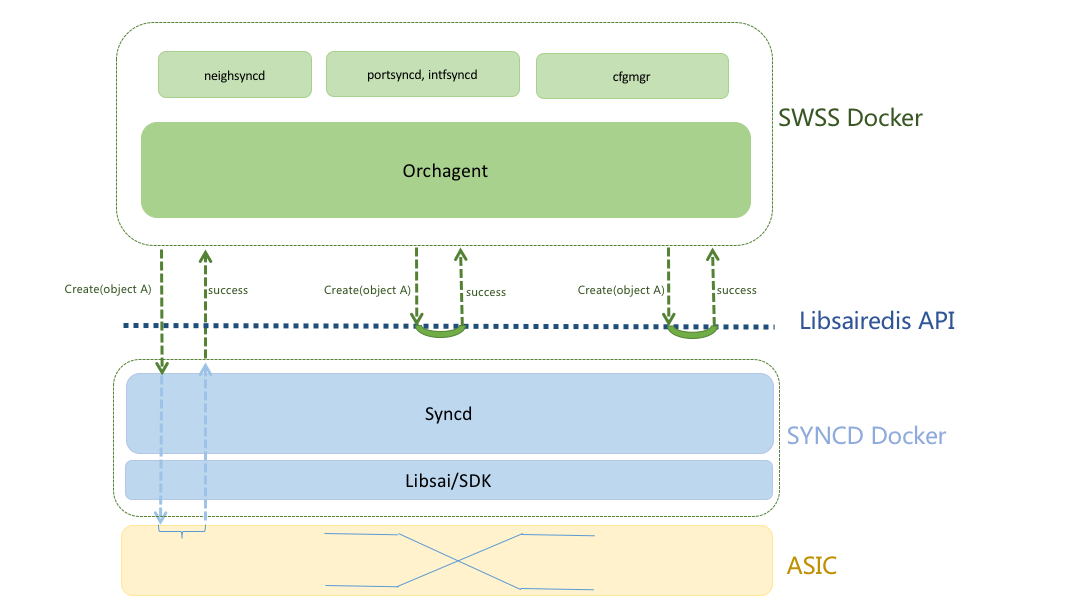 neighsyncd
portsyncd, intfsyncd
cfgmgr
SWSS Docker
Orchagent
Create(object A)
success
Create(object A)
success
Create(object A)
success
Libsairedis API
Syncd
SYNCD Docker
Libsai/SDK
ASIC